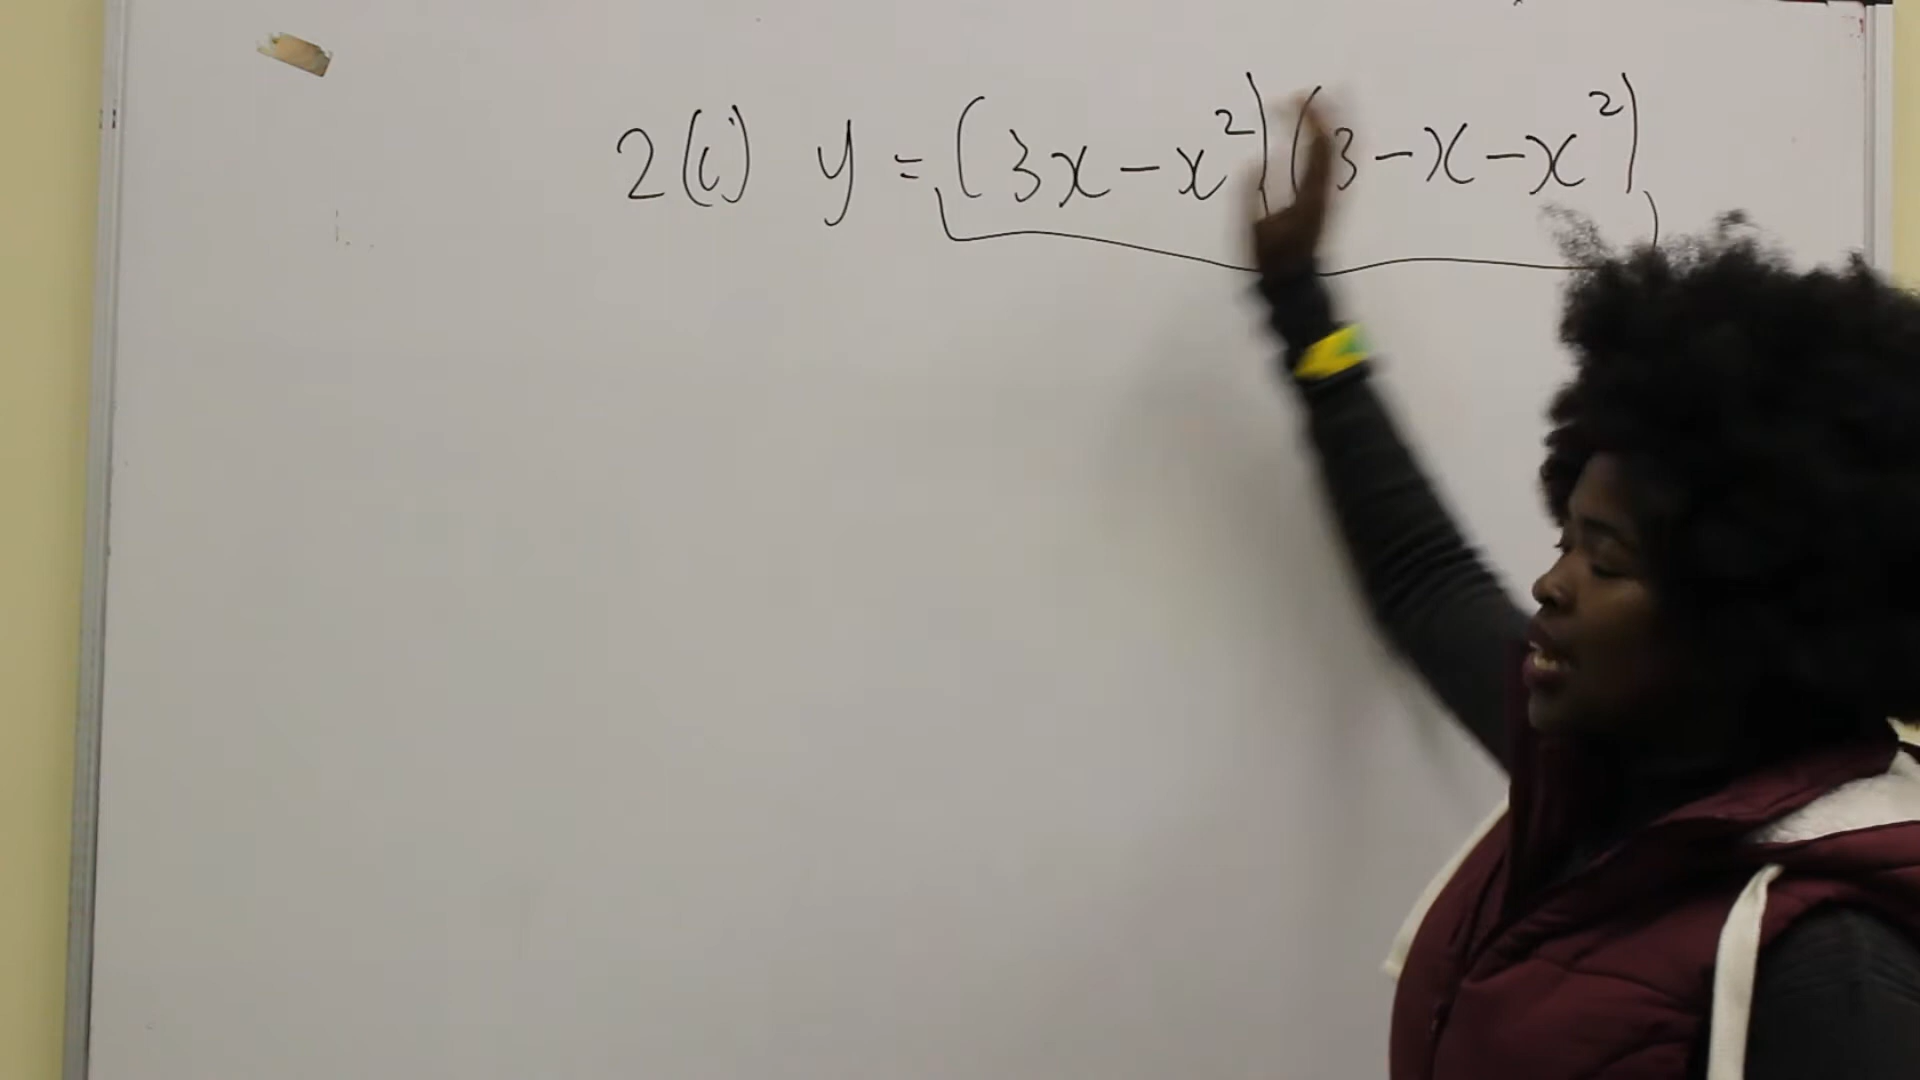 2(i) y = (3x - x²)(3 - x - x²)